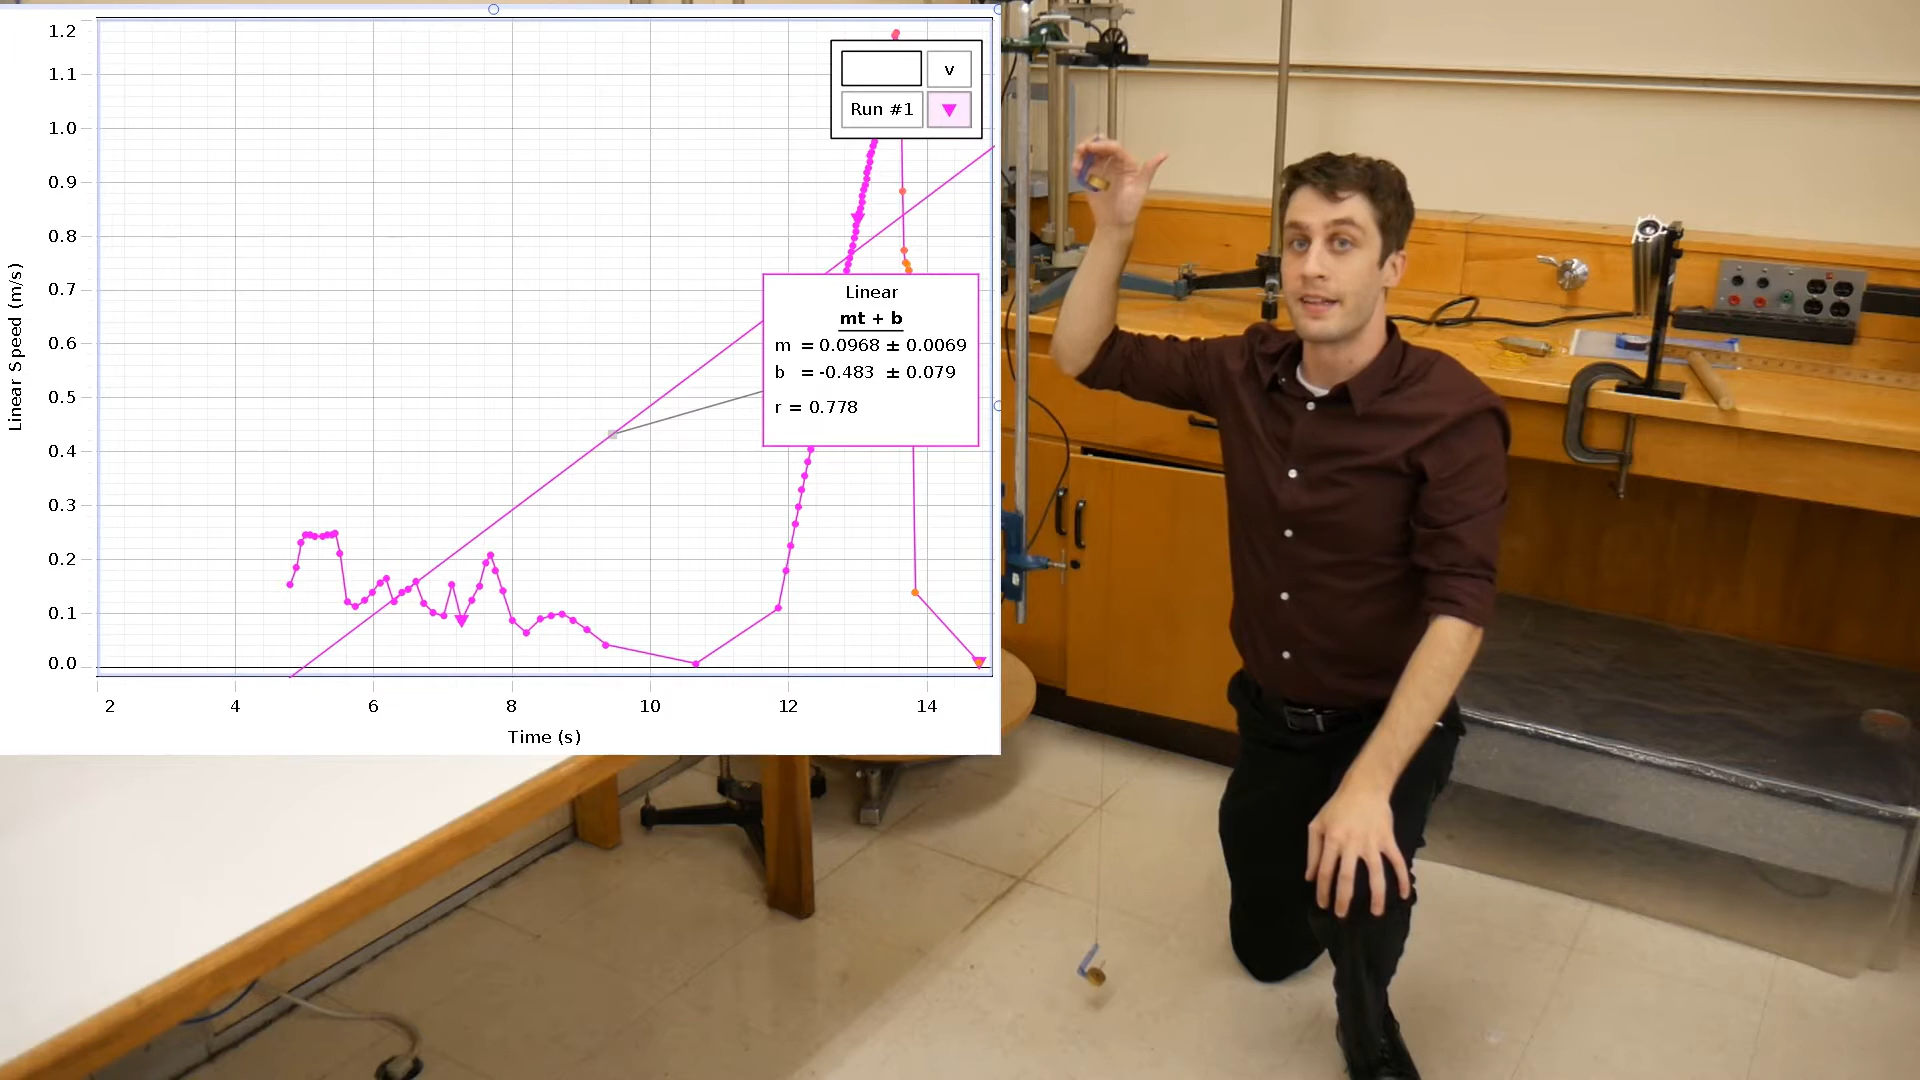 1.2
1.1
1.0
0.9
0.8
0.7
0.6
0.5
0.4
0.3
0.2
0.1
0.0
Linear Speed (m/s)
2 4 6 8 10 12 14
Time (s)
v
Run #1
Linear
mt + b
m = 0.0968 ± 0.0069
b = -0.483 ± 0.079
r = 0.778